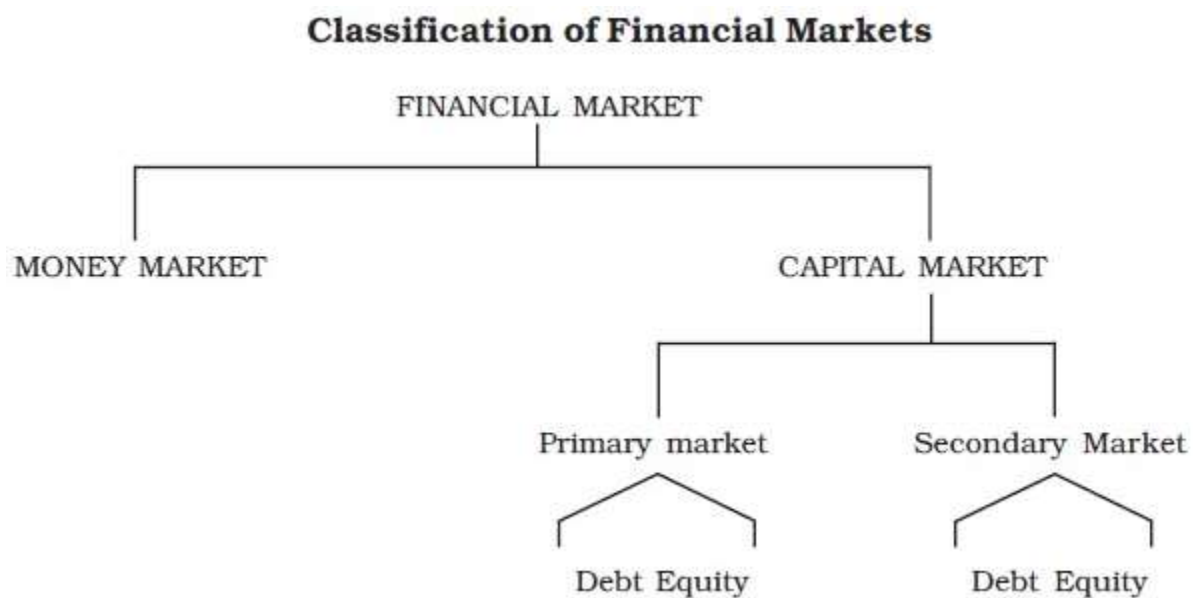 Classification of Financial Markets
FINANCIAL MARKET
MONEY MARKET
CAPITAL MARKET
Primary market
Secondary Market
Debt Equity
Debt Equity